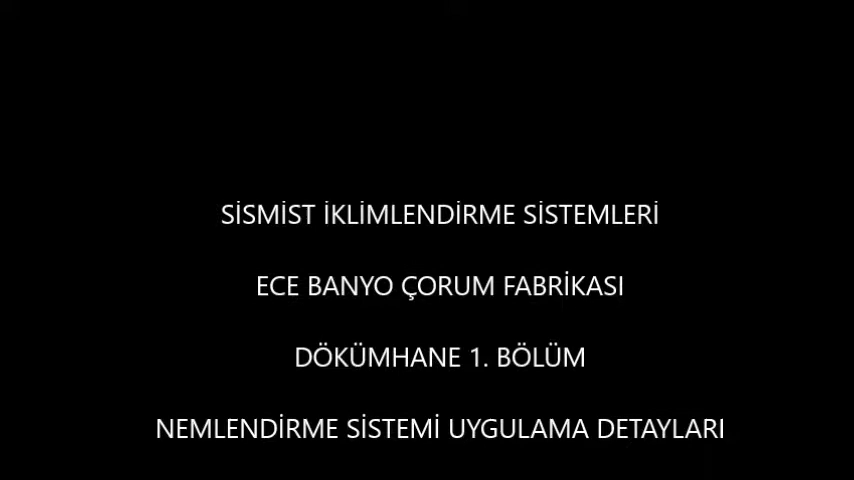 SİSMİST İKLİMLENDİRME SİSTEMLERİ
ECE BANYO ÇORUM FABRİKASI
DÖKÜMHANE 1. BÖLÜM
NEMLENDİRME SİSTEMİ UYGULAMA DETAYLARI